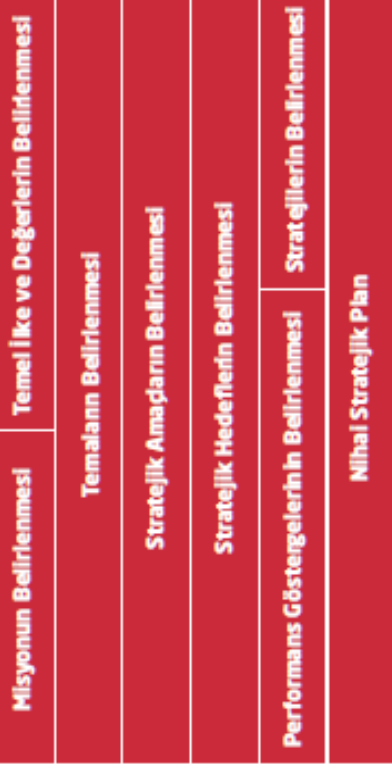 Misyonun Belirlenmesi
Temel İlke ve Değerlerin Belirlenmesi
Temaların Belirlenmesi
Stratejik Amaçların Belirlenmesi
Stratejik Hedeflerin Belirlenmesi
Performans Göstergelerinin Belirlenmesi
Stratejilerin Belirlenmesi
Nihai Stratejik Plan